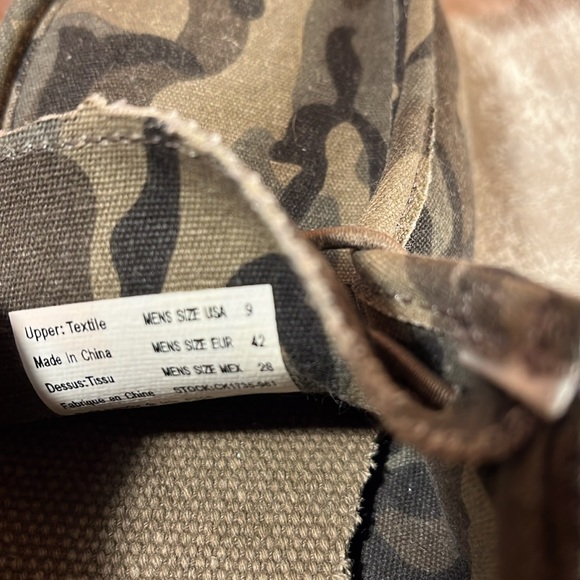 Upper: Textile MENS SIZE USA 9
Made In China MENS SIZE EUR 42
Dessus: Tissu MENS SIZE MEX 28
Fabriqué en Chine STOCK: